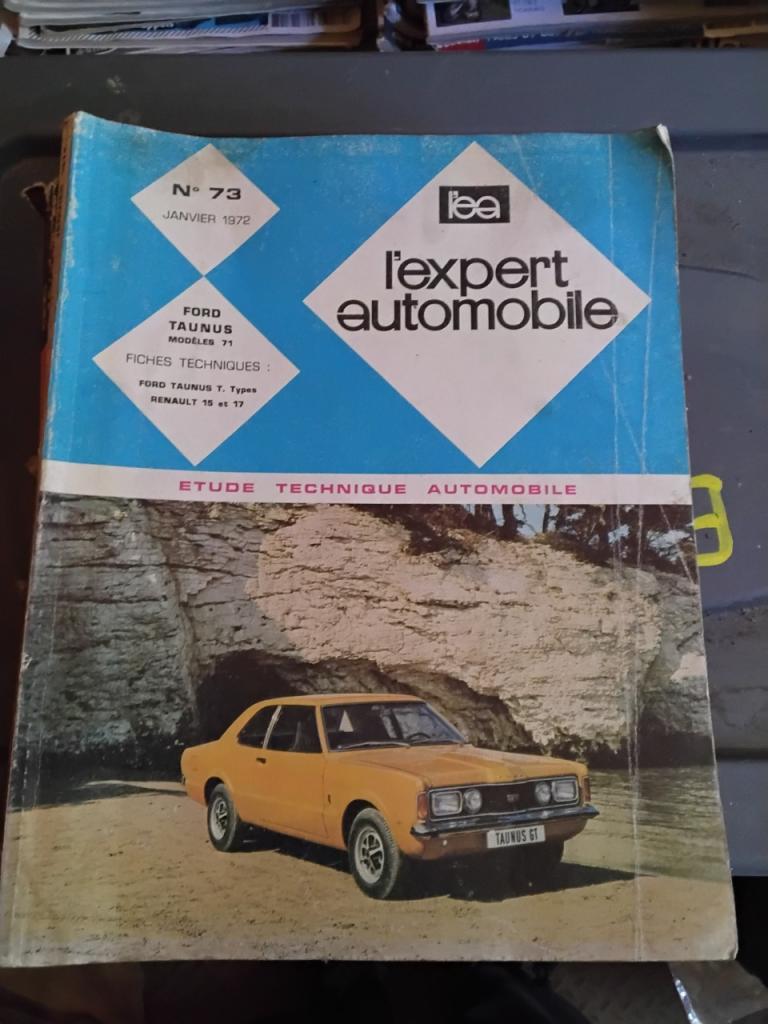 N° 73
JANVIER 1972
l'ea
l'expert
automobile
FORD
TAUNUS
MODÈLES 71
FICHES TECHNIQUES :
FORD TAUNUS T. Types
RENAULT 15 et 17
ETUDE TECHNIQUE AUTOMOBILE
TAUNUS GT